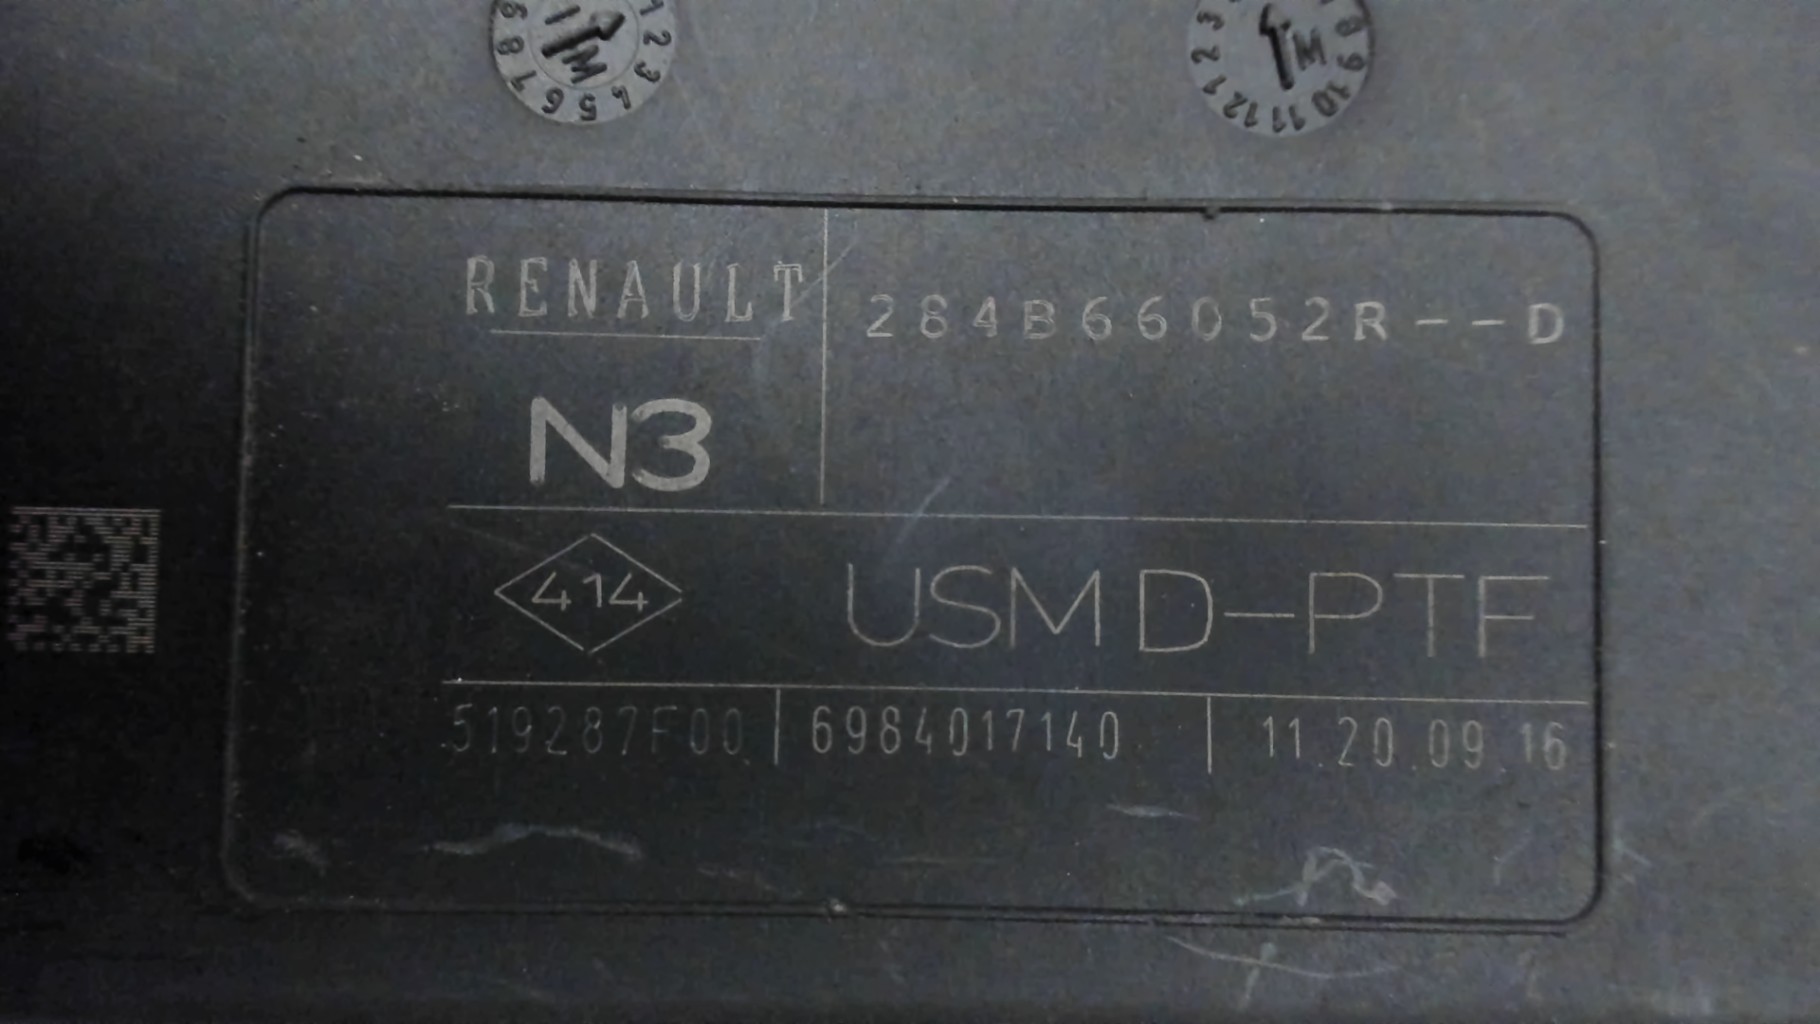 RENAULT
284B66052R--D
N3
414
USM D-PTF
519287F00 6984017140 11.20.09.16